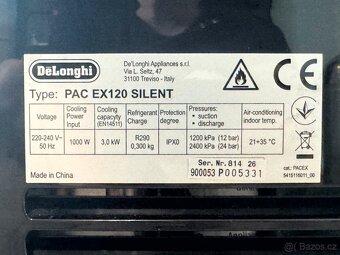 DeLonghi
De'Longhi Appliances s.r.l.
Via L. Seitz, 47
31100 Treviso - Italy
CE
Type: PAC EX120 SILENT
Voltage
Cooling Power Input
Cooling capacyty (EN14511)
Refrigerant Charge
Protection degree
Pressures: - suction - discharge
Air-conditioning indoor temp.
220-240 V~ 50 Hz
1000 W
3,0 kW
R290 0,300 kg
IPX0
1200 kPa (12 bar) 2400 kPa (24 bar)
21÷35 °C
Made in China
Ser. Nr. 814 26
900053 P005331
cat. PACEX
5415116011_00
bazoš.cz